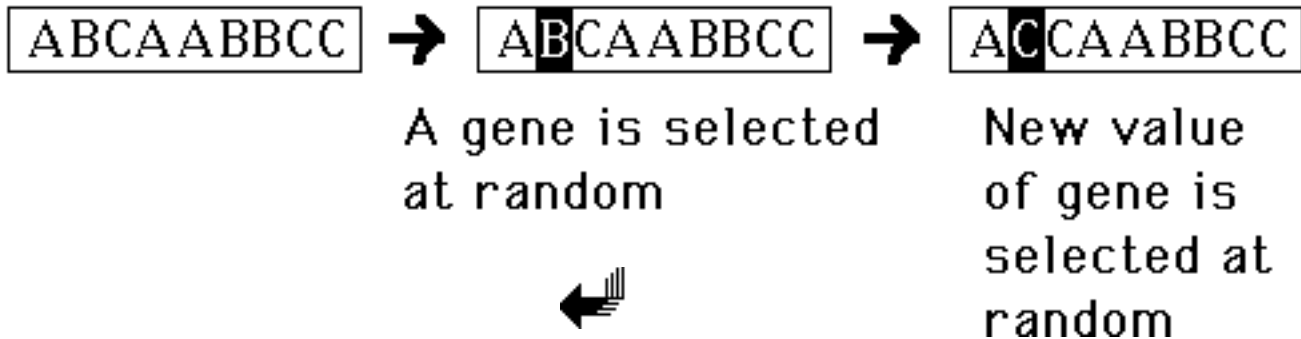 ABCAABBCC ABCAABBCC ACCAABBCC
A gene is selected
at random
New value
of gene is
selected at
random